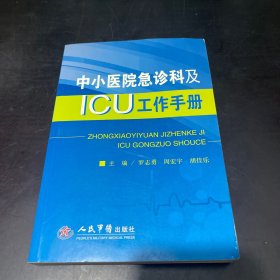 中小医院急诊科及
ICU工作手册
ZHONGXIAOYIYUAN JIZHENKE JI
ICU GONGZUO SHOUCE
主 编／罗志勇 周宏宇 胡佳乐
人民军医出版社
PEOPLE'S MILITARY MEDICAL PRESS